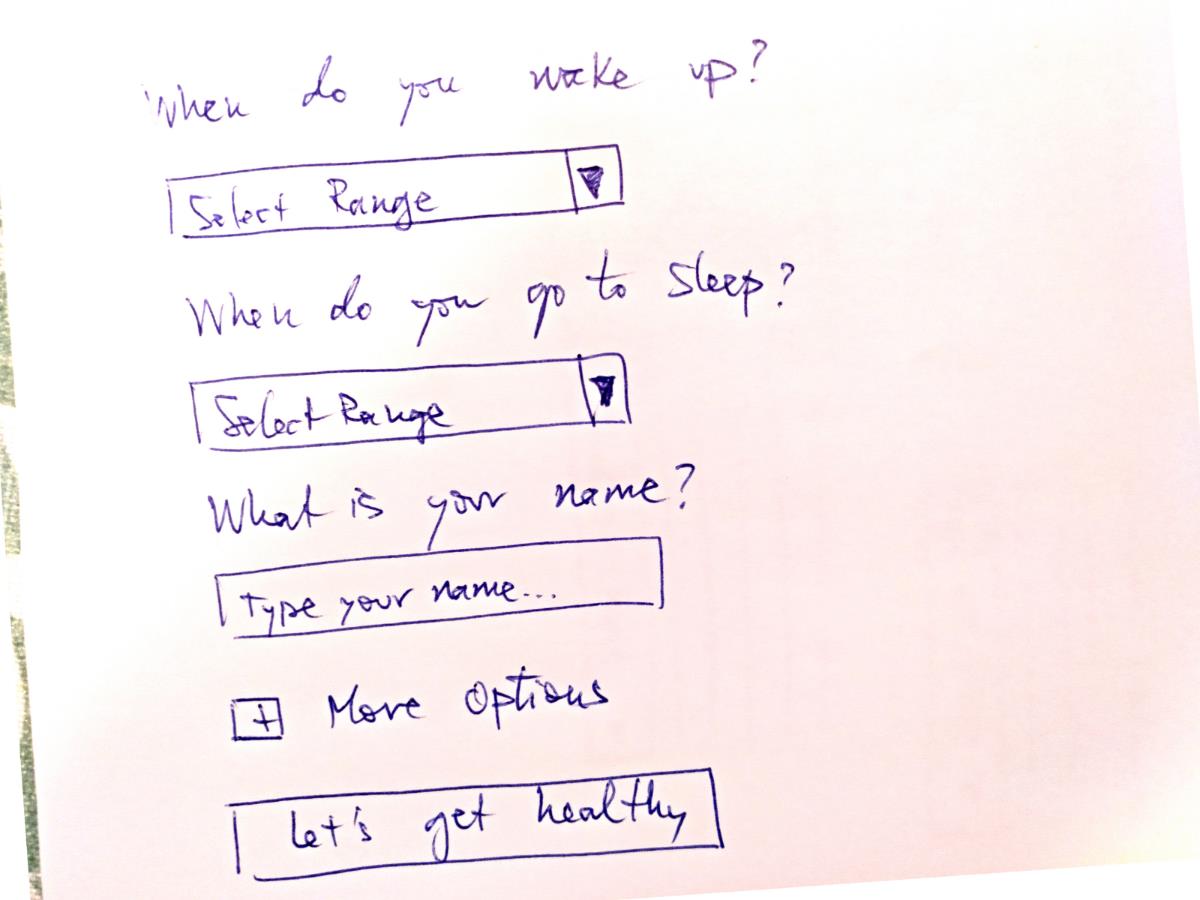 When do you wake up?
Select Range
When do you go to sleep?
Select Range
What is your name?
Type your name...
+ More Options
Let's get healthy